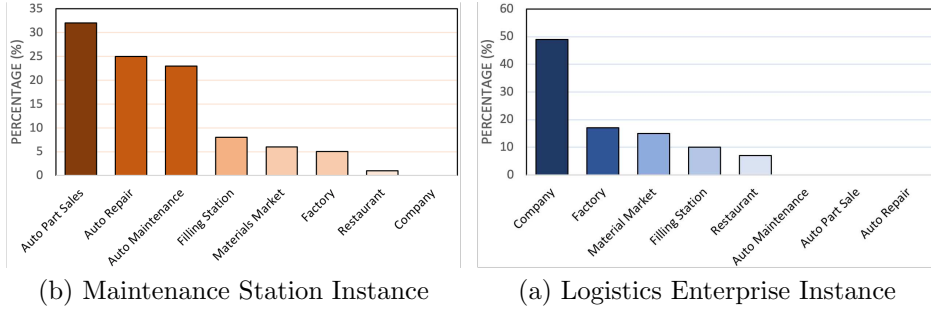 PERCENTAGE (%)
35
30
25
20
15
10
5
0
Auto Part Sales
Auto Repair
Auto Maintenance
Filling Station
Materials Market
Factory
Restaurant
Company
(b) Maintenance Station Instance
PERCENTAGE (%)
60
50
40
30
20
10
0
Company
Factory
Material Market
Filling Station
Restaurant
Auto Maintenance
Auto Part Sale
Auto Repair
(a) Logistics Enterprise Instance